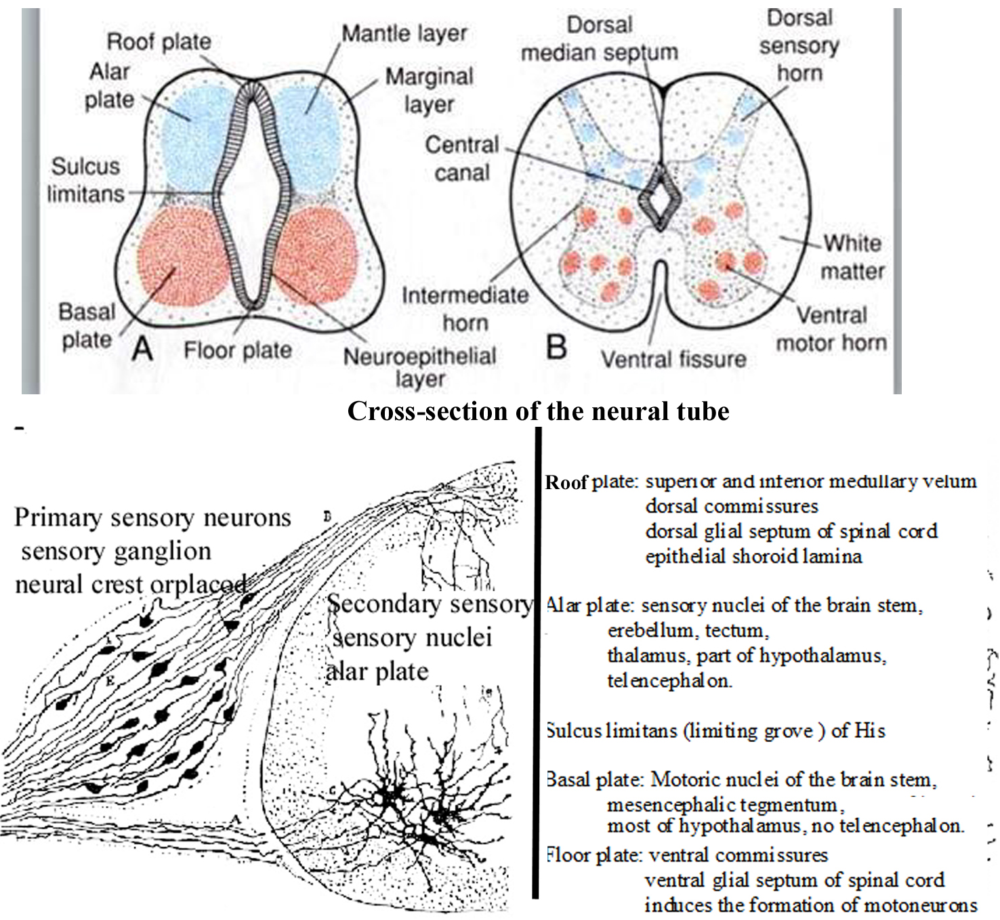 Roof plate
Alar
plate
Sulcus
limitans
Basal
plate
A
Floor plate
Mantle layer
Marginal
layer
Neuroepithelial
layer
Dorsal
median septum
Dorsal
sensory
horn
Central
canal
Intermediate
horn
B
Ventral fissure
White
matter
Ventral
motor horn
Cross-section of the neural tube
Primary sensory neurons
sensory ganglion
neural crest orplacod
B
E
A
C
Secondary sensory
sensory nuclei
alar plate
Roof plate: superior and inferior medullary velum
dorsal commissures
dorsal glial septum of spinal cord
epithelial shoroid lamina
Alar plate: sensory nuclei of the brain stem,
erebellum, tectum,
thalamus, part of hypothalamus,
telencephalon.
Sulcus limitans (limiting grove ) of His
Basal plate: Motoric nuclei of the brain stem,
mesencephalic tegmentum,
most of hypothalamus, no telencephalon.
Floor plate: ventral commissures
ventral glial septum of spinal cord
induces the formation of motoneurons